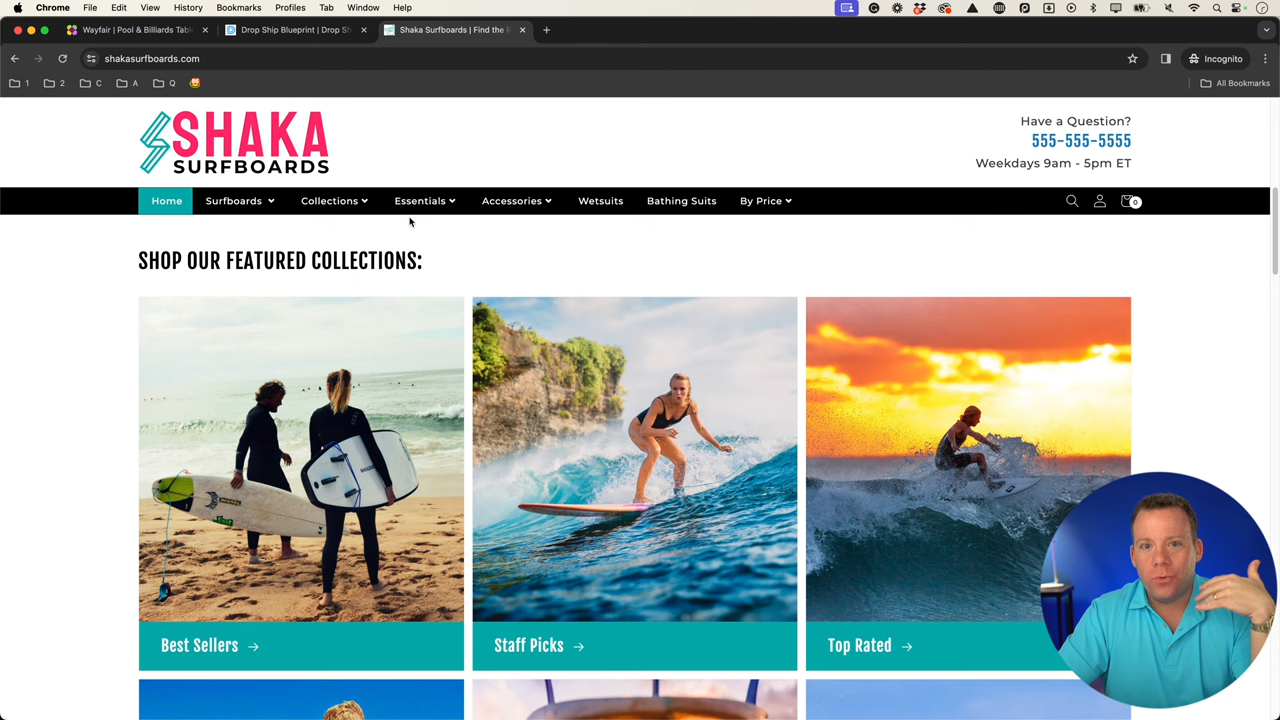 Chrome File Edit View History Bookmarks Profiles Tab Window Help
Wayfair | Pool & Billiards Tabl
Drop Ship Blueprint | Drop Sh
Shaka Surfboards | Find the R
shakasurfboards.com
Incognito
1 2 C A Q
All Bookmarks
SHAKA
SURFBOARDS
Have a Question?
555-555-5555
Weekdays 9am - 5pm ET
Home Surfboards Collections Essentials Accessories Wetsuits Bathing Suits By Price
0
SHOP OUR FEATURED COLLECTIONS:
Best Sellers →
Staff Picks →
Top Rated →